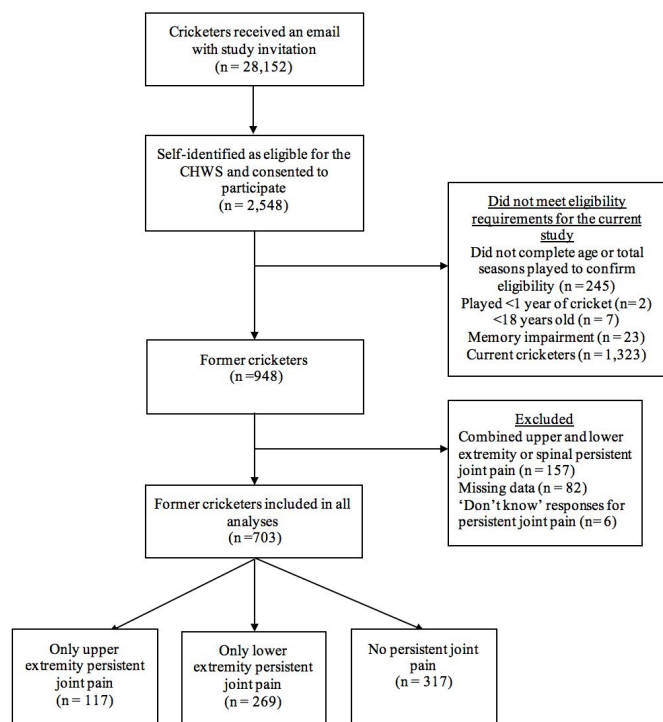 Cricketers received an email
with study invitation
(n = 28,152)
Self-identified as eligible for the
CHWS and consented to
participate
(n = 2,548)
Did not meet eligibility
requirements for the current
study
Did not complete age or total
seasons played to confirm
eligibility (n = 245)
Played <1 year of cricket (n=2)
<18 years old (n = 7)
Memory impairment (n = 23)
Current cricketers (n = 1,323)
Former cricketers
(n =948)
Excluded
Combined upper and lower
extremity or spinal persistent
joint pain (n = 157)
Missing data (n = 82)
‘Don’t know’ responses for
persistent joint pain (n= 6)
Former cricketers included in all
analyses
(n =703)
Only upper
extremity persistent
joint pain
(n = 117)
Only lower
extremity persistent
joint pain
(n = 269)
No persistent joint
pain
(n = 317)